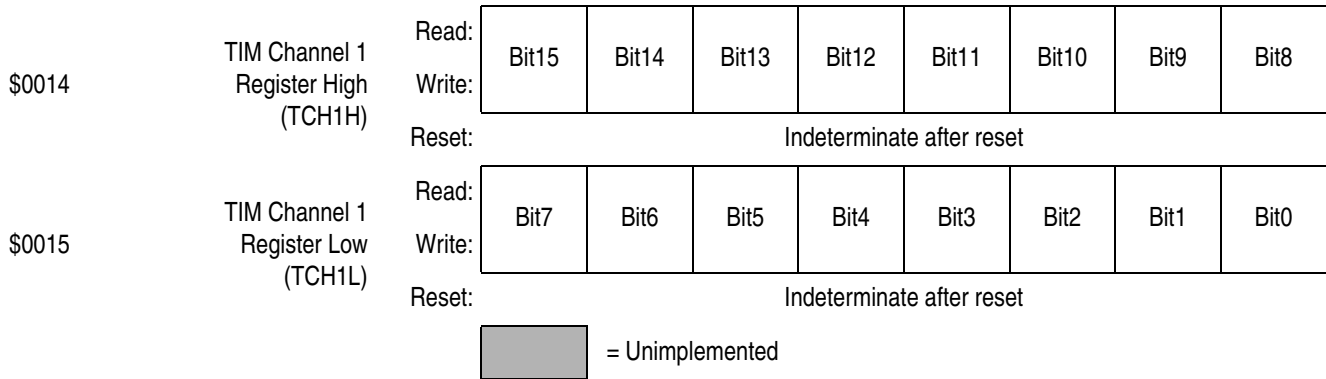 $0014 TIM Channel 1 Register High (TCH1H)
Read: Write: Bit15 Bit14 Bit13 Bit12 Bit11 Bit10 Bit9 Bit8
Reset: Indeterminate after reset
$0015 TIM Channel 1 Register Low (TCH1L)
Read: Write: Bit7 Bit6 Bit5 Bit4 Bit3 Bit2 Bit1 Bit0
Reset: Indeterminate after reset
= Unimplemented